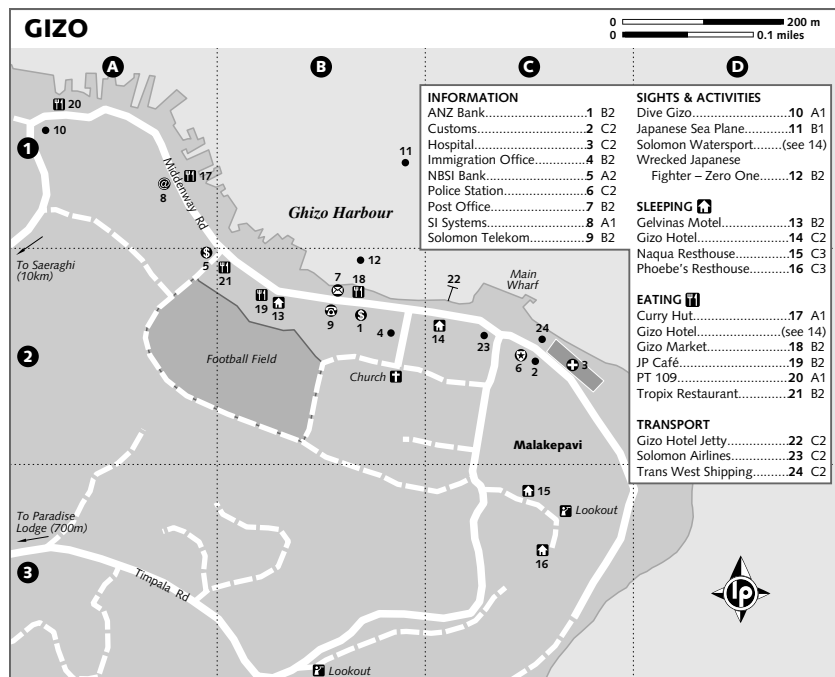 GIZO
0 200 m
0 0.1 miles
A B C D
INFORMATION
ANZ Bank.....................1 B2
Customs.......................2 C2
Hospital.......................3 C2
Immigration Office........4 B2
NBSI Bank....................5 A2
Police Station...............6 C2
Post Office...................7 B2
SI Systems...................8 A1
Solomon Telekom.........9 B2
SIGHTS & ACTIVITIES
Dive Gizo.....................10 A1
Japanese Sea Plane........11 B1
Solomon Watersport......(see 14)
Wrecked Japanese
Fighter – Zero One........12 B2
SLEEPING
Gelvinas Motel..............13 B2
Gizo Hotel...................14 C2
Naqua Resthouse..........15 C3
Phoebe's Resthouse.......16 C3
EATING
Curry Hut....................17 A1
Gizo Hotel...................(see 14)
Gizo Market.................18 B2
JP Café.......................19 B2
PT 109........................20 A1
Tropix Restaurant..........21 B2
TRANSPORT
Gizo Hotel Jetty............22 C2
Solomon Airlines...........23 C2
Trans West Shipping......24 C2
20
10
1
11
17
@
8
Middenway Rd
Ghizo Harbour
To Saeraghi
(10km)
$
5
21
12
7
18
22
Main
Wharf
19
13
9
$
1
4
14
23
24
6
2
3
2
Football Field
Church
Malakepavi
15
Lookout
To Paradise
Lodge (700m)
16
3
Timpala Rd
lp
Lookout